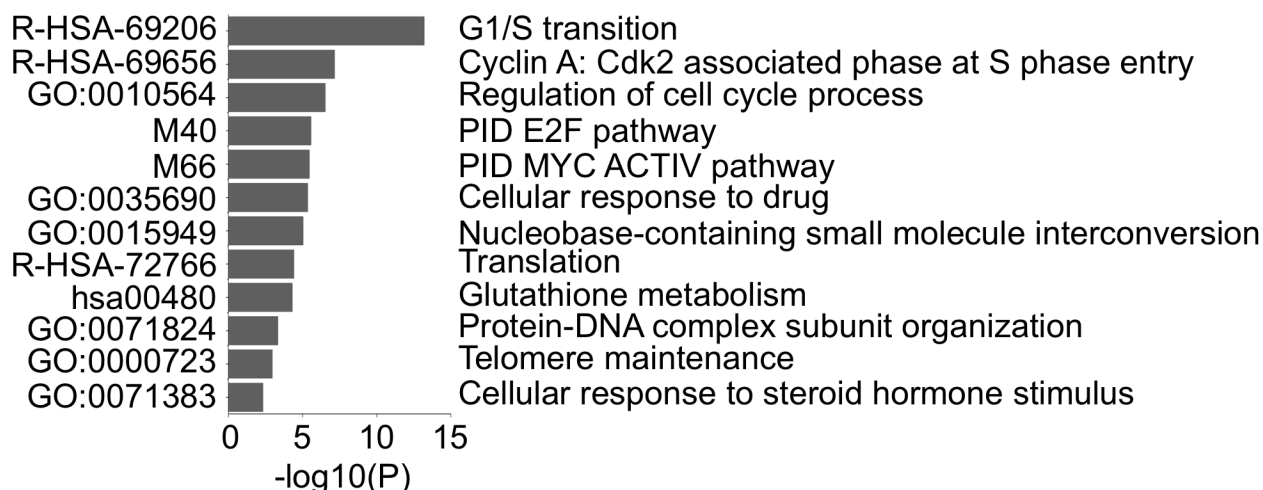 R-HSA-69206 G1/S transition
R-HSA-69656 Cyclin A: Cdk2 associated phase at S phase entry
GO:0010564 Regulation of cell cycle process
M40 PID E2F pathway
M66 PID MYC ACTIV pathway
GO:0035690 Cellular response to drug
GO:0015949 Nucleobase-containing small molecule interconversion
R-HSA-72766 Translation
hsa00480 Glutathione metabolism
GO:0071824 Protein-DNA complex subunit organization
GO:0000723 Telomere maintenance
GO:0071383 Cellular response to steroid hormone stimulus
0 5 10 15
-log10(P)